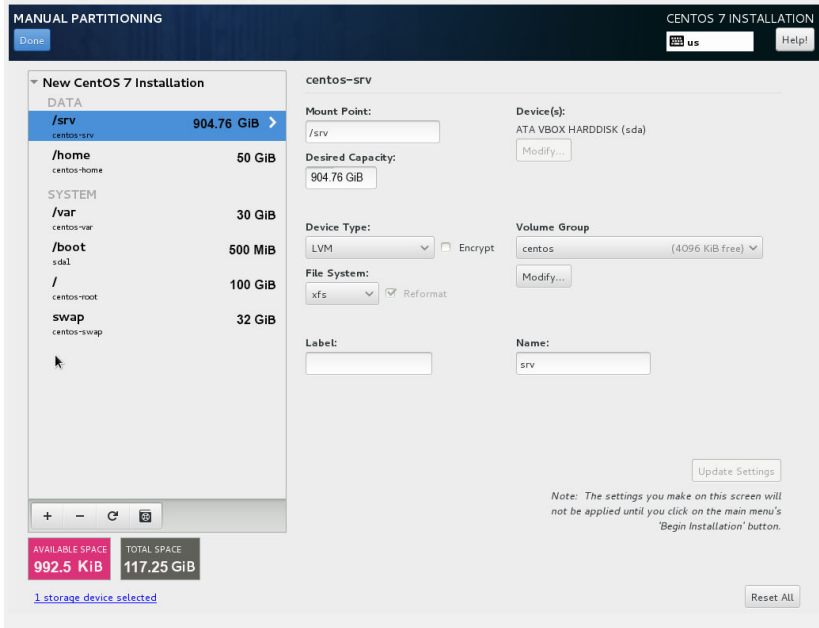 MANUAL PARTITIONING
CENTOS 7 INSTALLATION
Done
us
Help!
New CentOS 7 Installation
DATA
/srv
904.76 GiB
centos-srv
/home
50 GiB
centos-home
SYSTEM
/var
30 GiB
centos-var
/boot
500 MiB
sda1
/
100 GiB
centos-root
swap
32 GiB
centos-swap
+ -
AVAILABLE SPACE
992.5 KiB
TOTAL SPACE
117.25 GiB
1 storage device selected
centos-srv
Mount Point:
/srv
Desired Capacity:
904.76 GiB
Device(s):
ATA VBOX HARDDISK (sda)
Modify...
Device Type:
LVM
Encrypt
File System:
xfs
Reformat
Volume Group
centos (4096 KiB free)
Modify...
Label:
Name:
srv
Update Settings
Note: The settings you make on this screen will
not be applied until you click on the main menu's
'Begin Installation' button.
Reset All